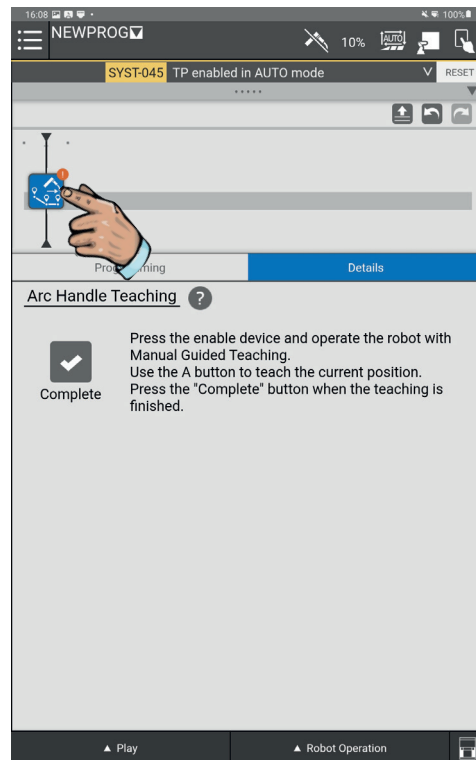 16:08
100%
NEWPROG
10%
AUTO
SYST-045 TP enabled in AUTO mode
RESET
Programming
Details
Arc Handle Teaching ?
Complete
Press the enable device and operate the robot with
Manual Guided Teaching.
Use the A button to teach the current position.
Press the "Complete" button when the teaching is
finished.
Play
Robot Operation